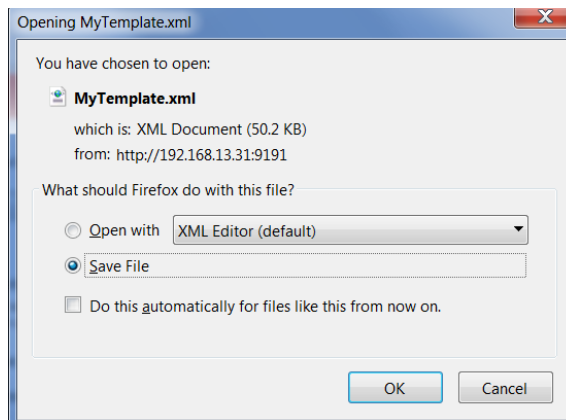 Opening MyTemplate.xml
You have chosen to open:
MyTemplate.xml
which is: XML Document (50.2 KB)
from: http://192.168.13.31:9191
What should Firefox do with this file?
Open with XML Editor (default)
Save File
Do this automatically for files like this from now on.
OK Cancel